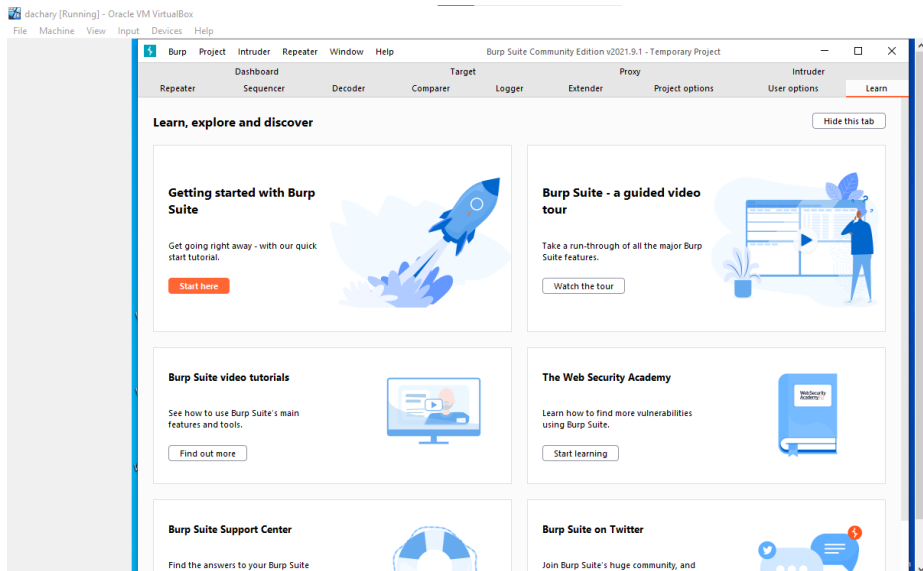 dachary [Running] - Oracle VM VirtualBox
File Machine View Input Devices Help
Burp Project Intruder Repeater Window Help Burp Suite Community Edition v2021.9.1 - Temporary Project
Dashboard Target Proxy Intruder
Repeater Sequencer Decoder Comparer Logger Extender Project options User options Learn
Learn, explore and discover
Hide this tab
Getting started with Burp
Suite
Get going right away - with our quick
start tutorial.
Start here
Burp Suite - a guided video
tour
Take a run-through of all the major Burp
Suite features.
Watch the tour
Burp Suite video tutorials
See how to use Burp Suite's main
features and tools.
Find out more
The Web Security Academy
Learn how to find more vulnerabilities
using Burp Suite.
Start learning
WebSecurity
Academy
Burp Suite Support Center
Find the answers to your Burp Suite
Burp Suite on Twitter
Join Burp Suite's huge community, and